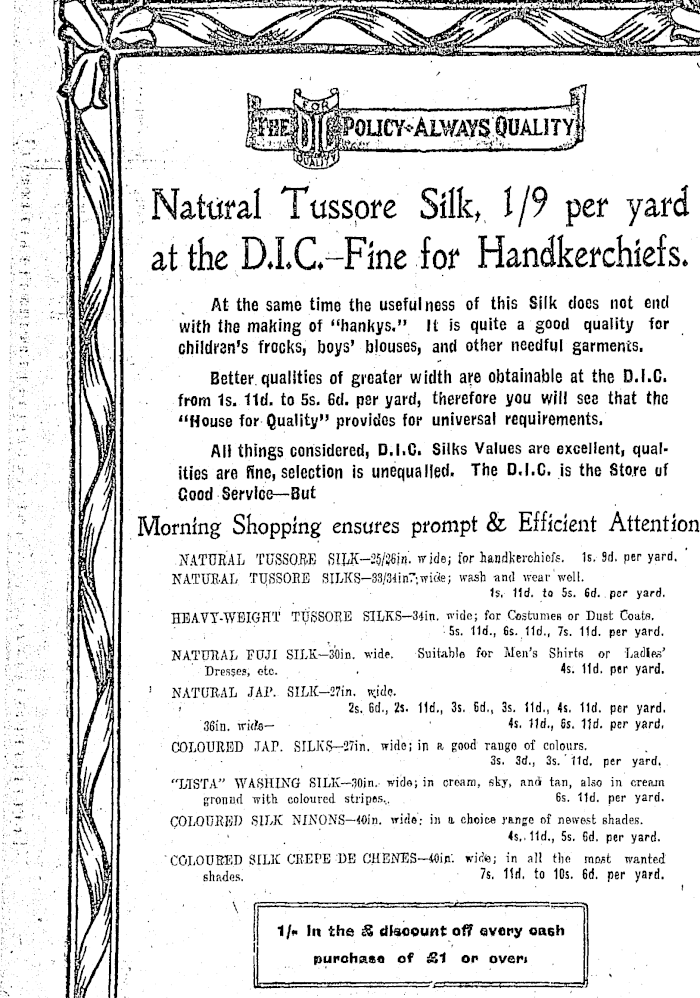 FOR
THE DIC POLICY-ALWAYS QUALITY
QUALITY
Natural Tussore Silk, 1/9 per yard
at the D.I.C.—Fine for Handkerchiefs.
At the same time the usefulness of this Silk does not end
with the making of "hankys." It is quite a good quality for
children's frocks, boys' blouses, and other needful garments.
Better qualities of greater width are obtainable at the D.I.C.
from 1s. 11d. to 5s. 6d. per yard, therefore you will see that the
"House for Quality" provides for universal requirements.
All things considered, D.I.C. Silks Values are excellent, qual-
ities are fine, selection is unequalled. The D.I.C. is the Store of
Good Service—But
Morning Shopping ensures prompt & Efficient Attention
NATURAL TUSSORE SILK—25/26in. wide; for handkerchiefs. 1s. 9d. per yard.
NATURAL TUSSORE SILKS—33/34in. wide; wash and wear well.
1s. 11d. to 5s. 6d. per yard.
HEAVY-WEIGHT TUSSORE SILKS—34in. wide; for Costumes or Dust Coats.
5s. 11d., 6s. 11d., 7s. 11d. per yard.
NATURAL FUJI SILK—30in. wide. Suitable for Men's Shirts or Ladies'
Dresses, etc. 4s. 11d. per yard.
NATURAL JAP. SILK—27in. wide.
2s. 6d., 2s. 11d., 3s. 6d., 3s. 11d., 4s. 11d. per yard.
36in. wide— 4s. 11d., 6s. 11d. per yard.
COLOURED JAP. SILKS—27in. wide; in a good range of colours.
3s. 3d., 3s. 11d. per yard.
"LISTA" WASHING SILK—30in. wide; in cream, sky, and tan, also in cream
ground with coloured stripes. 6s. 11d. per yard.
COLOURED SILK NINONS—40in. wide; in a choice range of newest shades.
4s. 11d., 5s. 6d. per yard.
COLOURED SILK CREPE DE CHENES—40in. wide; in all the most wanted
shades. 7s. 11d. to 10s. 6d. per yard.
1/- In the £ discount off every cash
purchase of £1 or over.